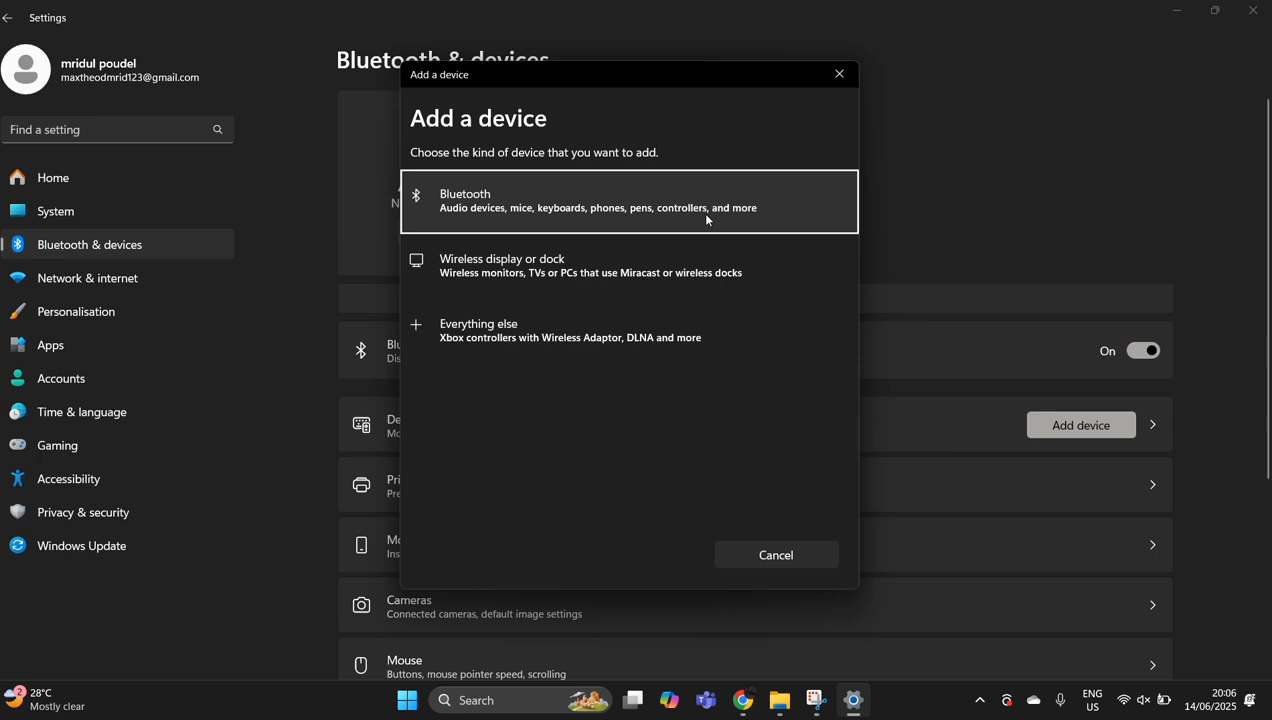 Settings
mridul poudel
maxtheodmrid123@gmail.com
Find a setting
Home
System
Bluetooth & devices
Network & internet
Personalisation
Apps
Accounts
Time & language
Gaming
Accessibility
Privacy & security
Windows Update
Bluetooth & devices
Add a device
Add a device
Choose the kind of device that you want to add.
Bluetooth
Audio devices, mice, keyboards, phones, pens, controllers, and more
Wireless display or dock
Wireless monitors, TVs or PCs that use Miracast or wireless docks
Everything else
Xbox controllers with Wireless Adaptor, DLNA and more
Cancel
On
Add device
Cameras
Connected cameras, default image settings
Mouse
Buttons, mouse pointer speed, scrolling
2
28°C
Mostly clear
Search
ENG
US
20:06
14/06/2025